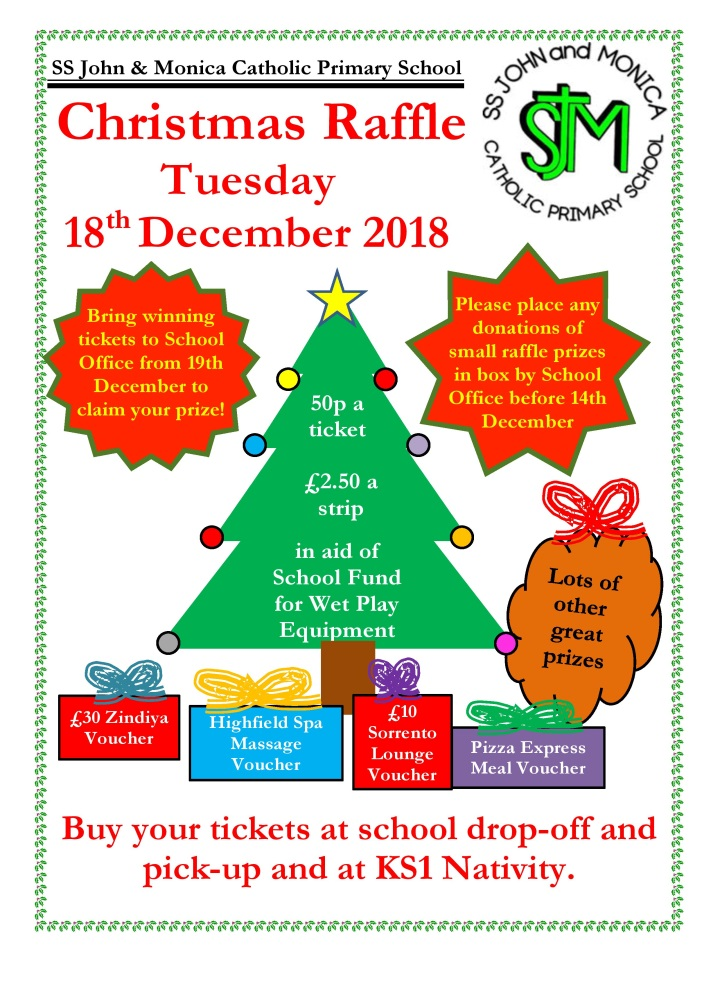 SS John & Monica Catholic Primary School
SS JOHN and MONICA
SJM
CATHOLIC PRIMARY SCHOOL
Christmas Raffle
Tuesday
18th December 2018
Bring winning
tickets to School
Office from 19th
December to
claim your prize!
Please place any
donations of
small raffle prizes
in box by School
Office before 14th
December
50p a
ticket
£2.50 a
strip
in aid of
School Fund
for Wet Play
Equipment
Lots of
other
great
prizes
£30 Zindiya
Voucher
Highfield Spa
Massage
Voucher
£10
Sorrento
Lounge
Voucher
Pizza Express
Meal Voucher
Buy your tickets at school drop-off and
pick-up and at KS1 Nativity.